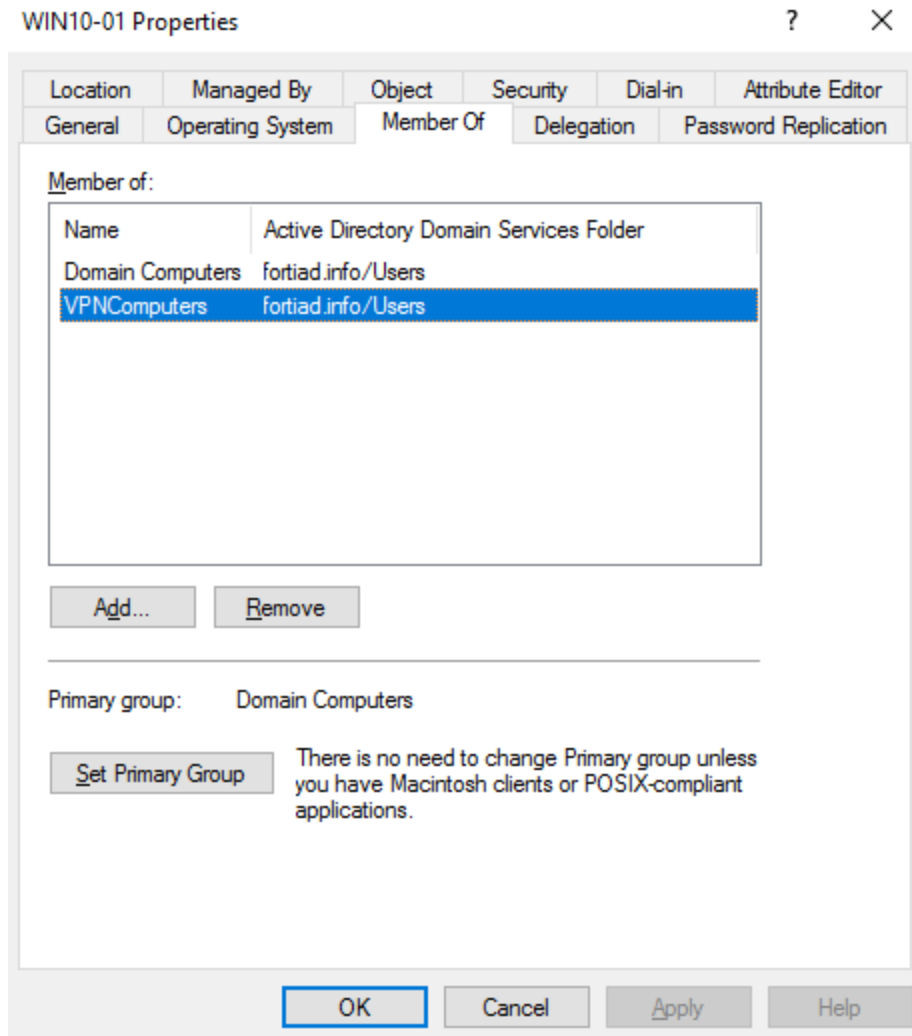 WIN10-01 Properties ? ✕
Location Managed By Object Security Dial-in Attribute Editor
General Operating System Member Of Delegation Password Replication
Member of:
Name Active Directory Domain Services Folder
Domain Computers fortiad.info/Users
VPNComputers fortiad.info/Users
Add... Remove
Primary group: Domain Computers
Set Primary Group
There is no need to change Primary group unless
you have Macintosh clients or POSIX-compliant
applications.
OK Cancel Apply Help